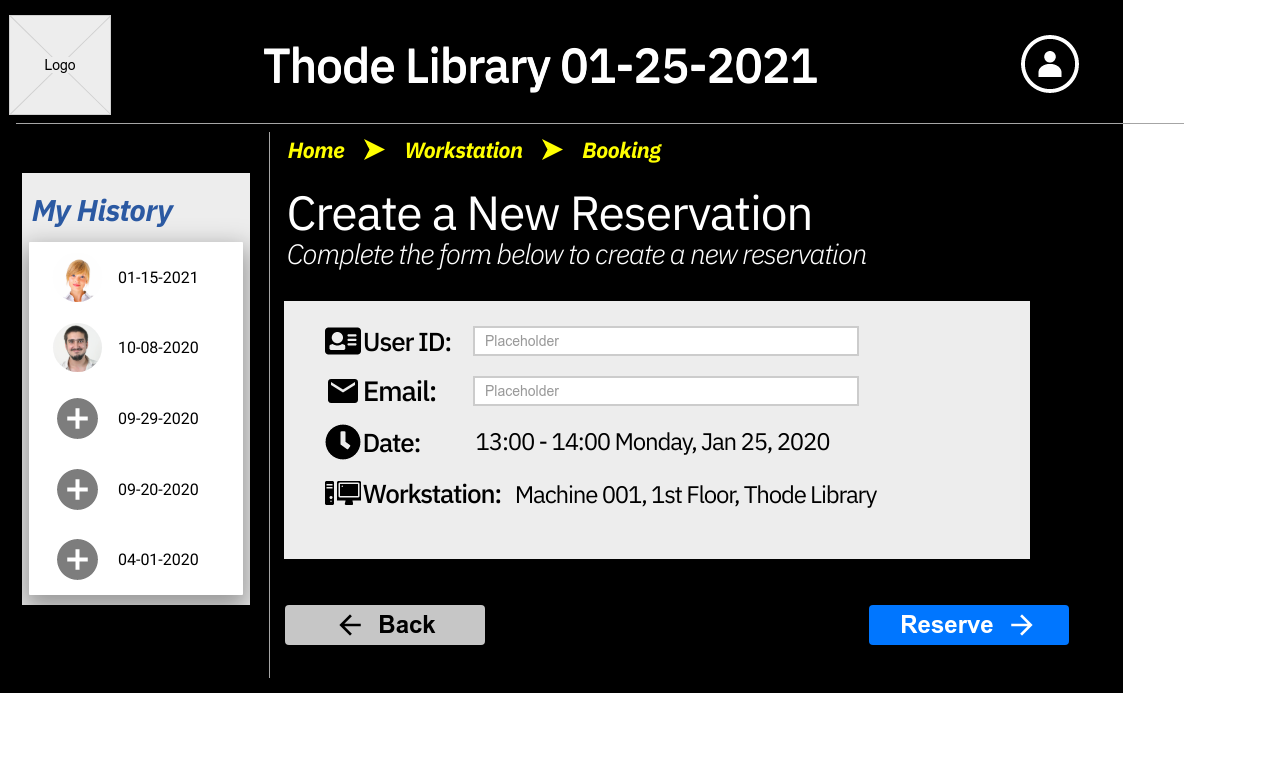 Logo
Thode Library 01-25-2021
Home Workstation Booking
My History
01-15-2021
10-08-2020
09-29-2020
09-20-2020
04-01-2020
Create a New Reservation
Complete the form below to create a new reservation
User ID: Placeholder
Email: Placeholder
Date: 13:00 - 14:00 Monday, Jan 25, 2020
Workstation: Machine 001, 1st Floor, Thode Library
Back
Reserve